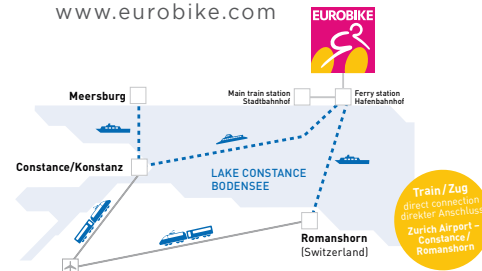 www.eurobike.com
EUROBIKE
Main train station
Stadtbahnhof
Ferry station
Hafenbahnhof
Meersburg
Constance/Konstanz
LAKE CONSTANCE
BODENSEE
Romanshorn
(Switzerland)
Train/Zug
direct connection
direkter Anschluss
Zurich Airport –
Constance/
Romanshorn